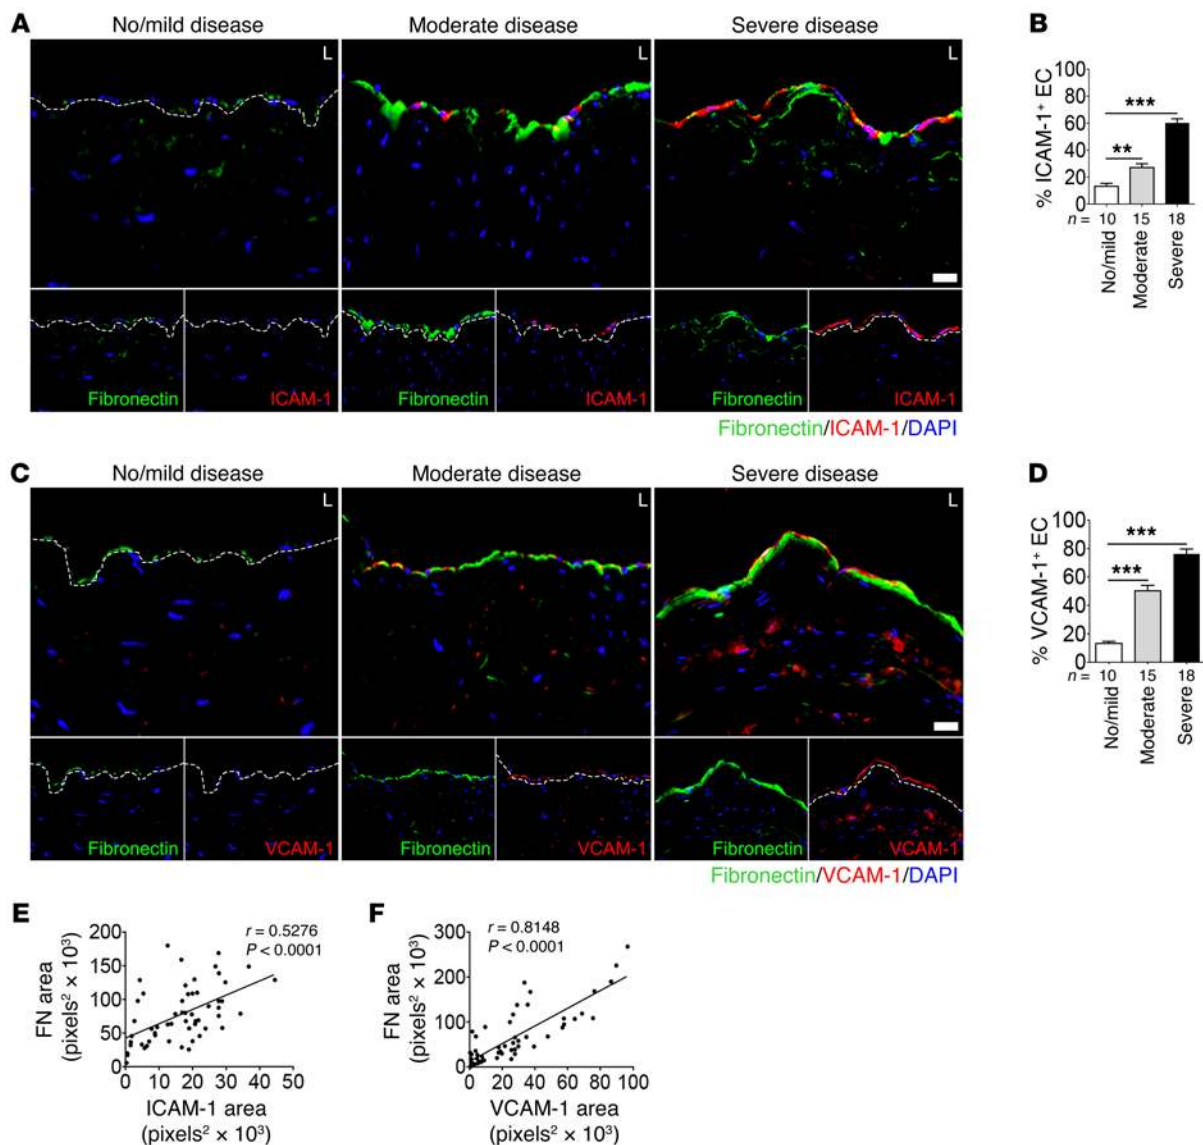 A
No/mild disease
Moderate disease
Severe disease
L
L
L
Fibronectin
ICAM-1
Fibronectin
ICAM-1
Fibronectin
ICAM-1
Fibronectin/ICAM-1/DAPI
B
% ICAM-1+ EC
100
80
60
40
20
0
***
**
n = 10 15 18
No/mild
Moderate
Severe
C
No/mild disease
Moderate disease
Severe disease
L
L
L
Fibronectin
VCAM-1
Fibronectin
VCAM-1
Fibronectin
VCAM-1
Fibronectin/VCAM-1/DAPI
D
% VCAM-1+ EC
100
80
60
40
20
0
***
***
n = 10 15 18
No/mild
Moderate
Severe
E
FN area
(pixels² × 10³)
200
150
100
50
0
r = 0.5276
P < 0.0001
0 10 20 30 40 50
ICAM-1 area
(pixels² × 10³)
F
FN area
(pixels² × 10³)
300
200
100
0
r = 0.8148
P < 0.0001
0 20 40 60 80 100
VCAM-1 area
(pixels² × 10³)